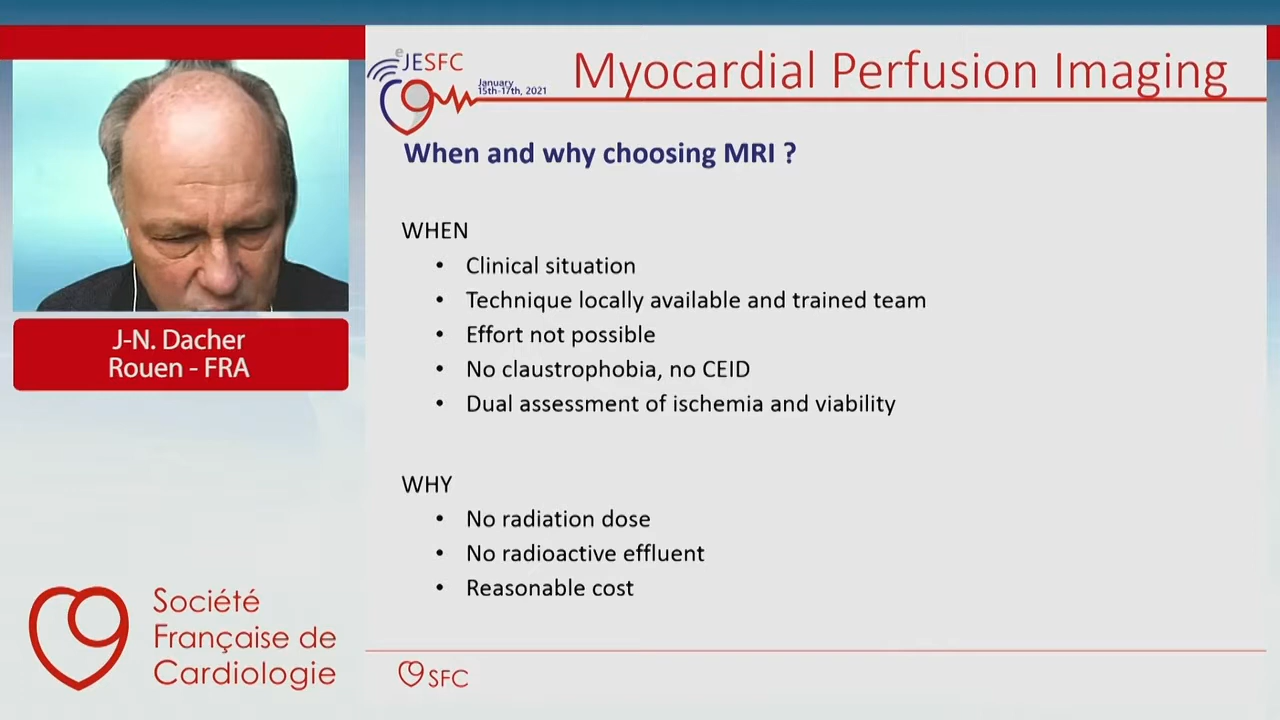 eJESFC
January
15th-17th, 2021
Myocardial Perfusion Imaging
When and why choosing MRI ?
WHEN
• Clinical situation
• Technique locally available and trained team
• Effort not possible
• No claustrophobia, no CEID
• Dual assessment of ischemia and viability
WHY
• No radiation dose
• No radioactive effluent
• Reasonable cost
SFC
J-N. Dacher
Rouen - FRA
Société
Française de
Cardiologie